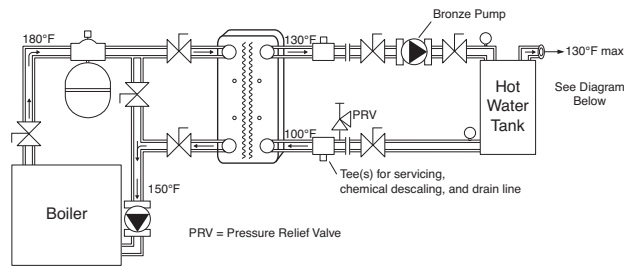 Bronze Pump
180°F
130°F
130°F max
Hot
Water
Tank
See Diagram
Below
100°F
PRV
Tee(s) for servicing,
chemical descaling, and drain line
150°F
Boiler
PRV = Pressure Relief Valve